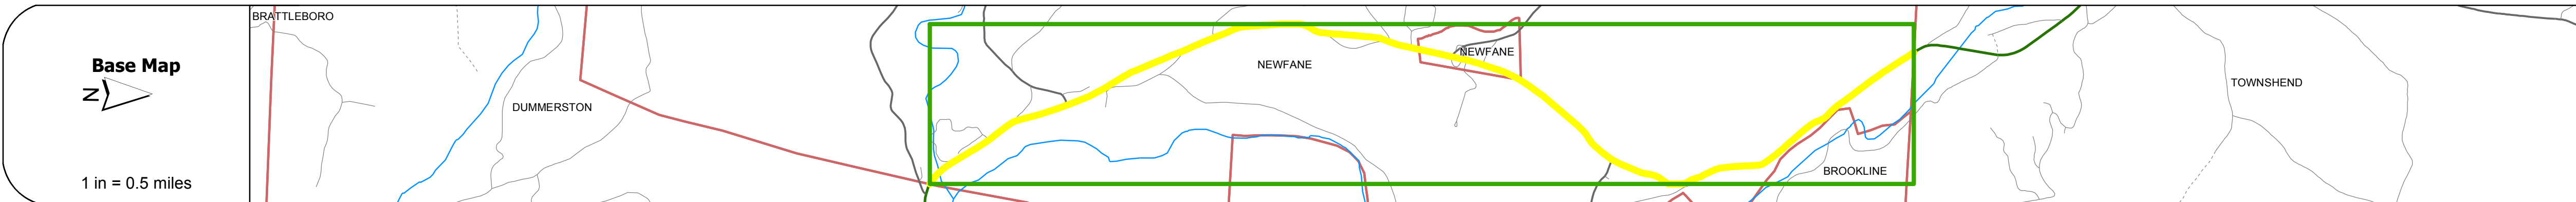 BRATTLEBORO
Base Map
N
1 in = 0.5 miles
DUMMERSTON
NEWFANE
NEWFANE
BROOKLINE
TOWNSHEND